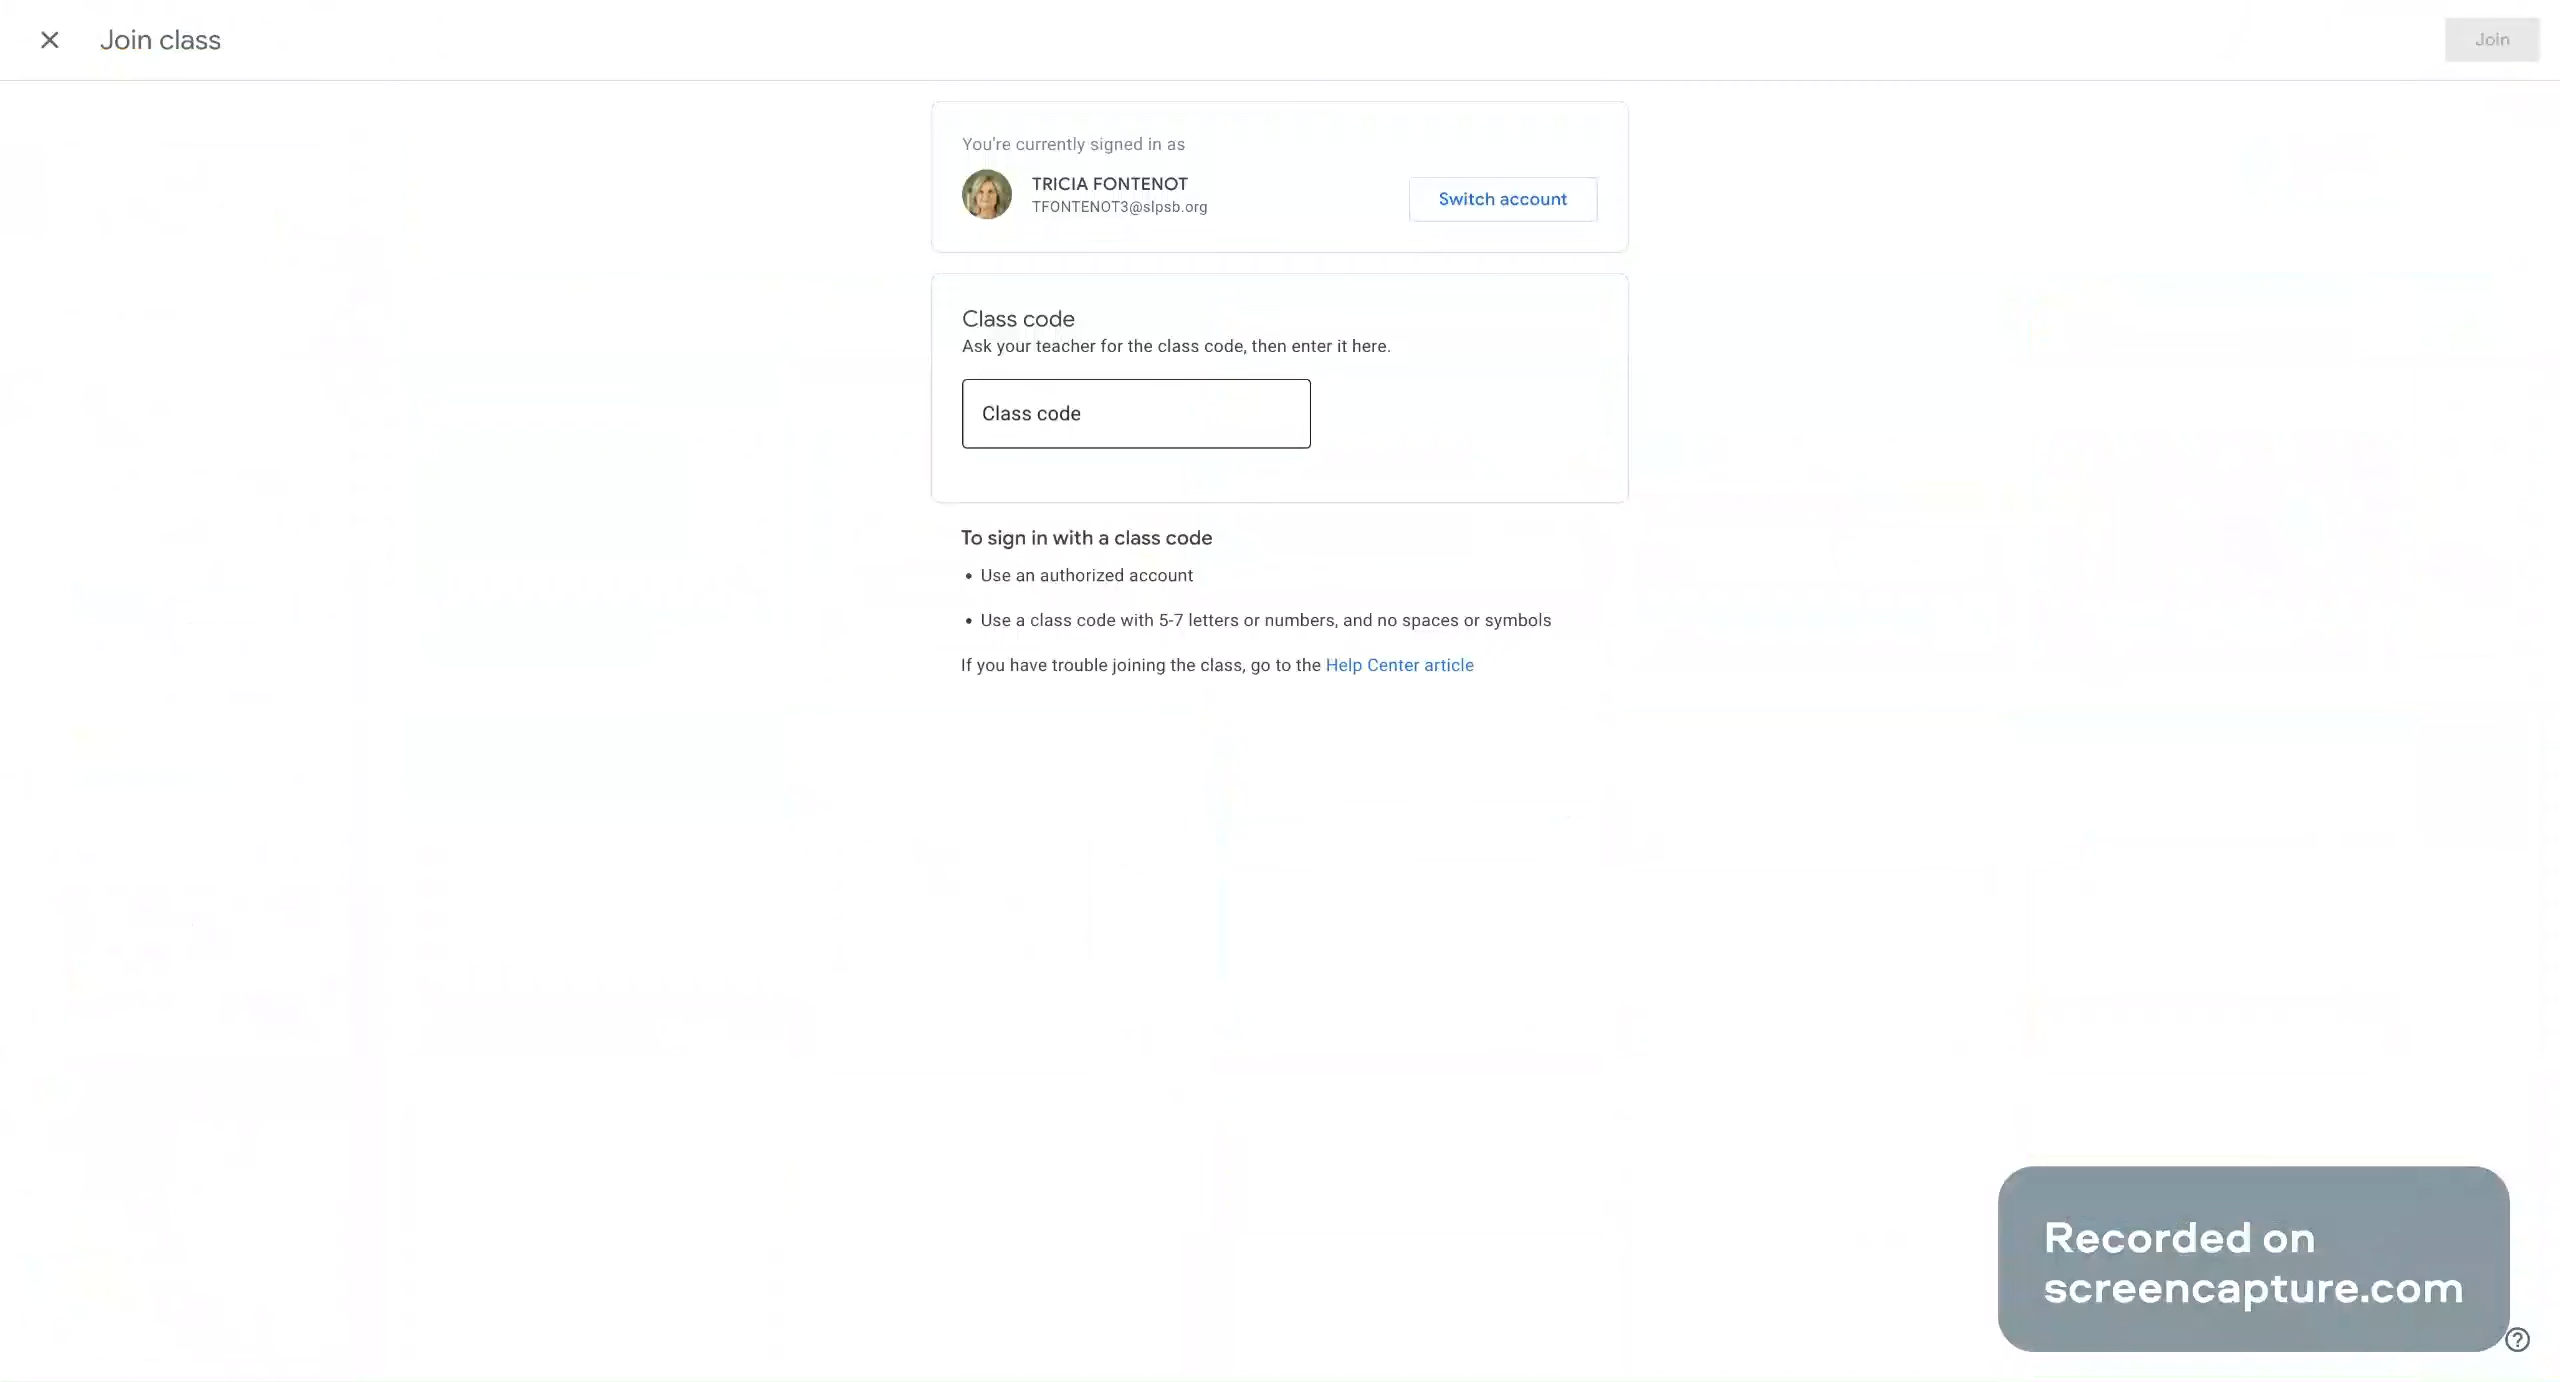 Join class
Join
You're currently signed in as
TRICIA FONTENOT
TFONTENOT3@slpsb.org
Switch account
Class code
Ask your teacher for the class code, then enter it here.
Class code
To sign in with a class code
• Use an authorized account
• Use a class code with 5-7 letters or numbers, and no spaces or symbols
If you have trouble joining the class, go to the Help Center article
Recorded on
screencapture.com